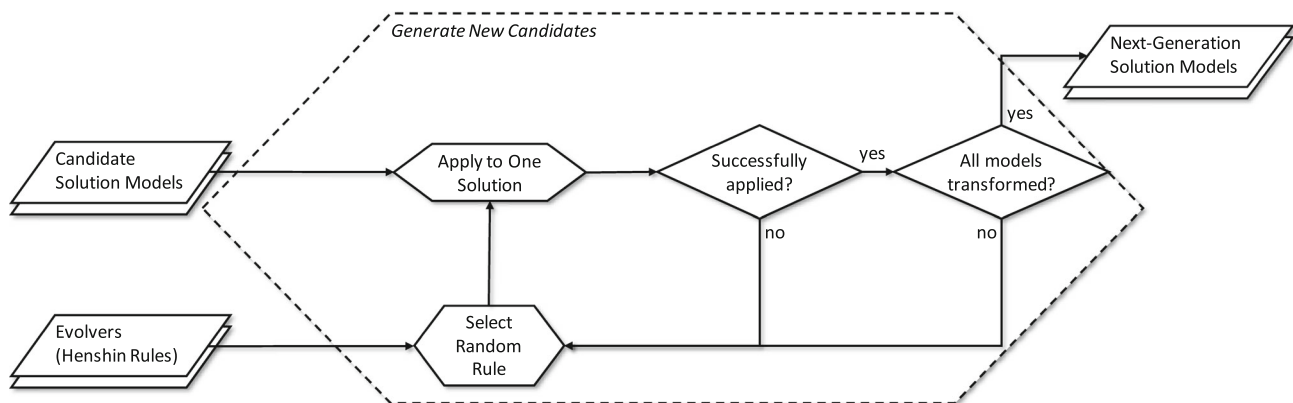 Generate New Candidates
Next-Generation
Solution Models
Candidate
Solution Models
Apply to One
Solution
Successfully
applied?
yes
All models
transformed?
yes
no
no
Evolvers
(Henshin Rules)
Select
Random
Rule